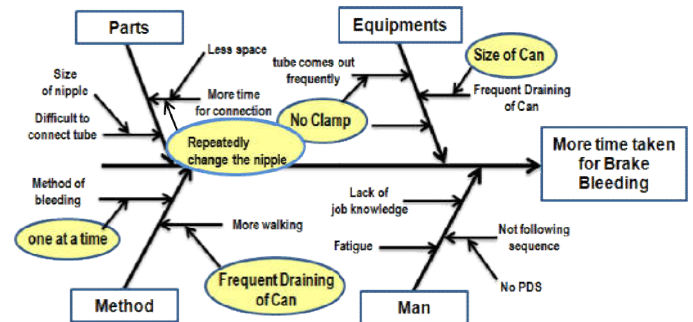 Parts
Equipments
Less space
Size
of nipple
More time
for connection
Difficult to
connect tube
Repeatedly
change the nipple
tube comes out
frequently
Size of Can
Frequent Draining
of Can
No Clamp
More time taken
for Brake
Bleeding
Method of
bleeding
one at a time
More walking
Frequent Draining
of Can
Method
Lack of
job knowledge
Fatigue
Not following
sequence
No PDS
Man